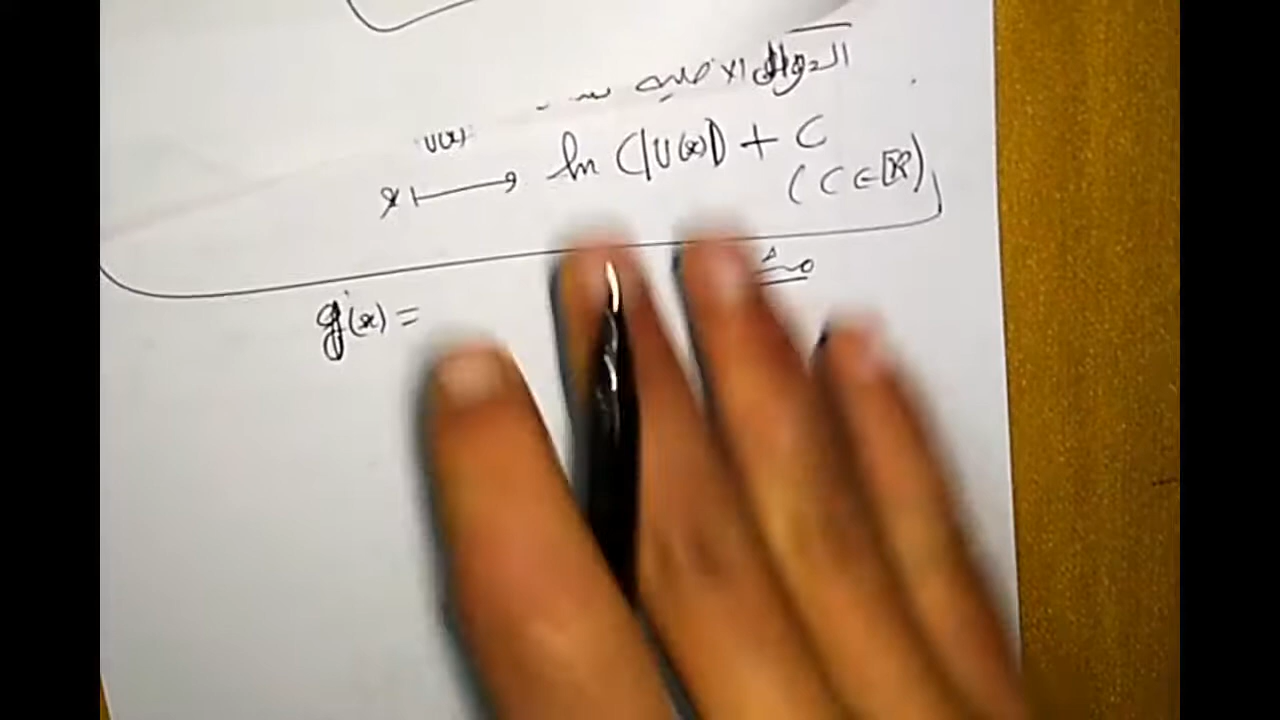 الدوال الأصلية
U(x)
x ⟼ ln(|U(x)|) + C
(C ∈ ℝ)
g(x) =